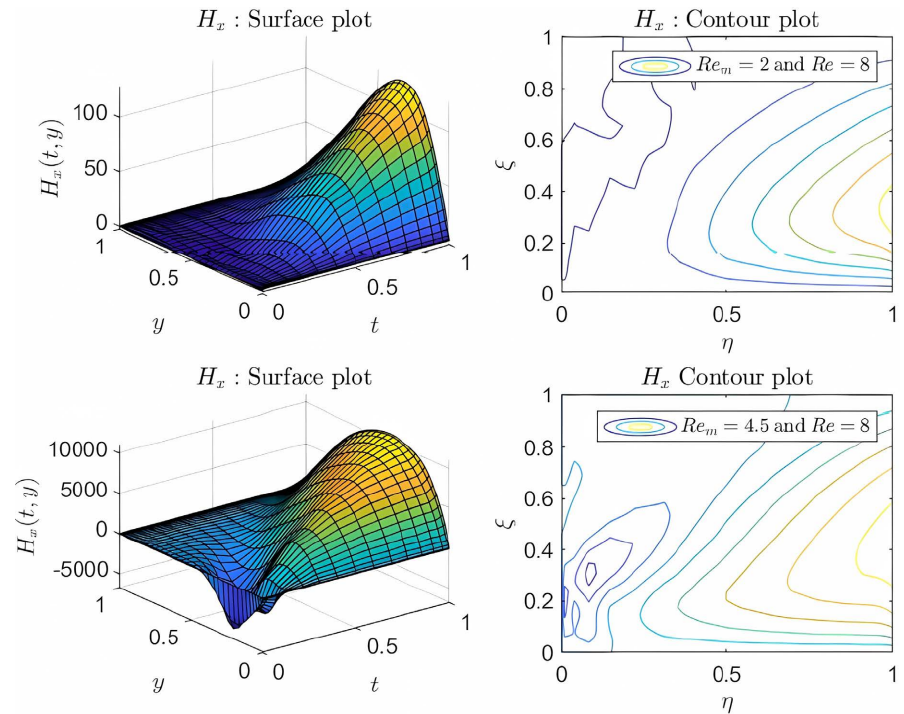 H_x : Surface plot
100
50
0
H_x(t, y)
1
0.5
0
y
0
0.5
1
t
H_x : Contour plot
Re_m = 2 and Re = 8
1
0.8
0.6
0.4
0.2
0
ξ
0
0.5
1
η
H_x : Surface plot
10000
5000
0
-5000
H_x(t, y)
1
0.5
0
y
0
0.5
1
t
H_x Contour plot
Re_m = 4.5 and Re = 8
1
0.8
0.6
0.4
0.2
0
ξ
0
0.5
1
η